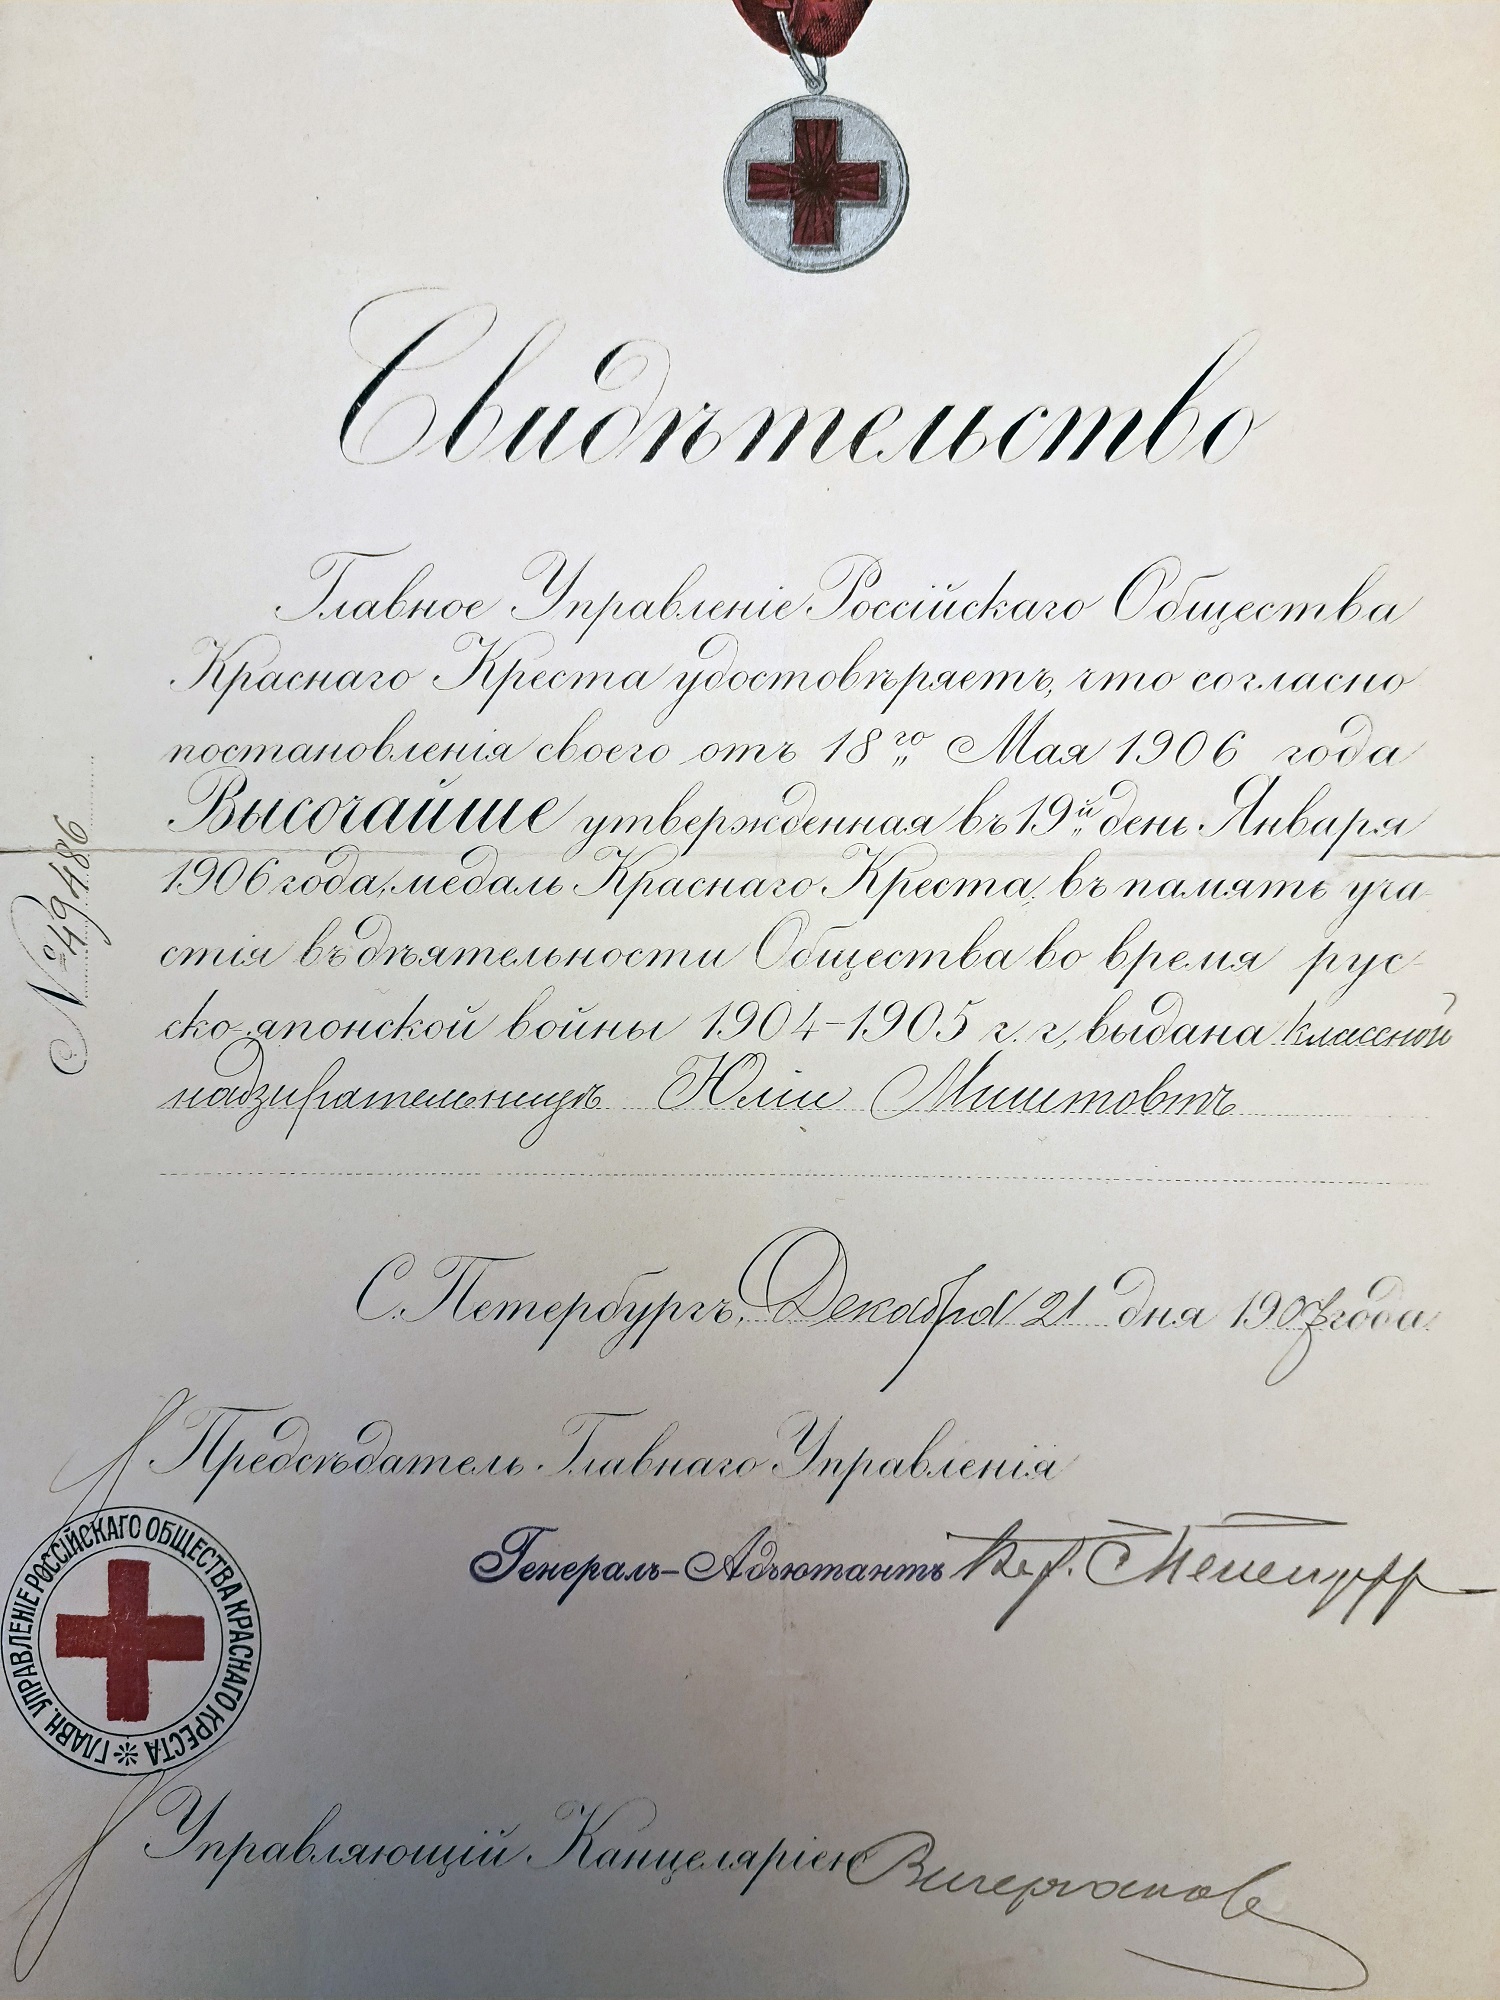 Свидѣтельство
Главное Управленіе Россійскаго Общества
Краснаго Креста удостовѣряетъ, что согласно
постановленія своего отъ 18го Мая 1906 года
Высочайше утвержденная въ 19й день Января
1906 года, медаль Краснаго Креста, въ память уча-
стія въ дѣятельности Общества во время рус-
ско-японской войны 1904-1905 г. г, выдана классной
надзирательницѣ Юліи
С. Петербургъ, Декабря 21 дня 1907 года.
№ 49486
Предсѣдатель Главнаго Управленія
Генералъ-Адъютантъ
ГЛАВН. УПРАВЛЕНІЕ РОССІЙСКАГО ОБЩЕСТВА КРАСНАГО КРЕСТА
Управляющій Канцеляріею